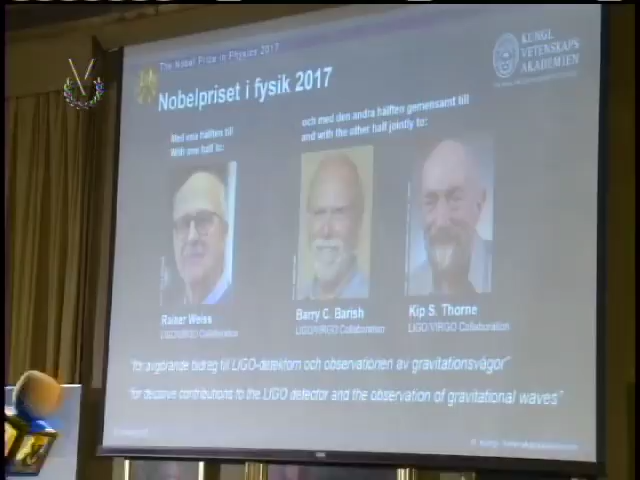 The Nobel Prize in Physics 2017
Nobelpriset i fysik 2017
KUNGL.
VETENSKAPS
AKADEMIEN
Med ena hälften till
With one half to:
och med den andra hälften gemensamt till
and with the other half jointly to:
Rainer Weiss
LIGO/VIRGO Collaboration
Barry C. Barish
LIGO/VIRGO Collaboration
Kip S. Thorne
LIGO/VIRGO Collaboration
"för avgörande bidrag till LIGO-detektorn och observationen av gravitationsvågor"
"for decisive contributions to the LIGO detector and the observation of gravitational waves"